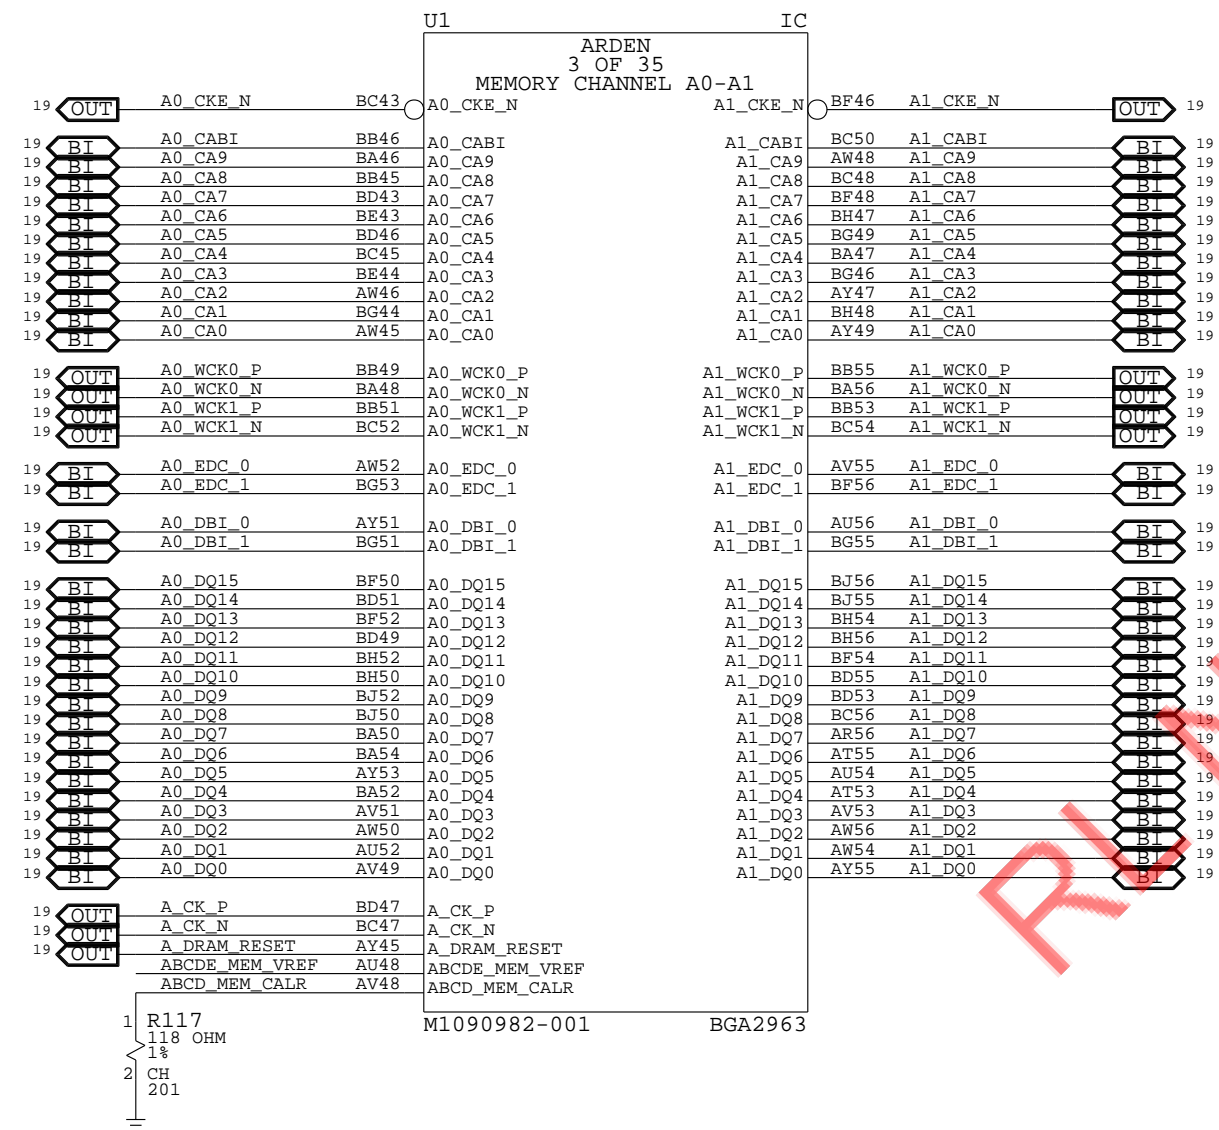 U1 IC
ARDEN
3 OF 35
MEMORY CHANNEL A0-A1
19 OUT A0_CKE_N BC43 A0_CKE_N A1_CKE_N BF46 A1_CKE_N OUT 19
19 BI A0_CABI BB46 A0_CABI A1_CABI BC50 A1_CABI BI 19
19 BI A0_CA9 BA46 A0_CA9 A1_CA9 AW48 A1_CA9 BI 19
19 BI A0_CA8 BB45 A0_CA8 A1_CA8 BC48 A1_CA8 BI 19
19 BI A0_CA7 BD43 A0_CA7 A1_CA7 BF48 A1_CA7 BI 19
19 BI A0_CA6 BE43 A0_CA6 A1_CA6 BH47 A1_CA6 BI 19
19 BI A0_CA5 BD46 A0_CA5 A1_CA5 BG49 A1_CA5 BI 19
19 BI A0_CA4 BC45 A0_CA4 A1_CA4 BA47 A1_CA4 BI 19
19 BI A0_CA3 BE44 A0_CA3 A1_CA3 BG46 A1_CA3 BI 19
19 BI A0_CA2 AW46 A0_CA2 A1_CA2 AY47 A1_CA2 BI 19
19 BI A0_CA1 BG44 A0_CA1 A1_CA1 BH48 A1_CA1 BI 19
19 BI A0_CA0 AW45 A0_CA0 A1_CA0 AY49 A1_CA0 BI 19
19 OUT A0_WCK0_P BB49 A0_WCK0_P A1_WCK0_P BB55 A1_WCK0_P OUT 19
19 OUT A0_WCK0_N BA48 A0_WCK0_N A1_WCK0_N BA56 A1_WCK0_N OUT 19
19 OUT A0_WCK1_P BB51 A0_WCK1_P A1_WCK1_P BB53 A1_WCK1_P OUT 19
19 OUT A0_WCK1_N BC52 A0_WCK1_N A1_WCK1_N BC54 A1_WCK1_N OUT 19
19 BI A0_EDC_0 AW52 A0_EDC_0 A1_EDC_0 AV55 A1_EDC_0 BI 19
19 BI A0_EDC_1 BG53 A0_EDC_1 A1_EDC_1 BF56 A1_EDC_1 BI 19
19 BI A0_DBI_0 AY51 A0_DBI_0 A1_DBI_0 AU56 A1_DBI_0 BI 19
19 BI A0_DBI_1 BG51 A0_DBI_1 A1_DBI_1 BG55 A1_DBI_1 BI 19
19 BI A0_DQ15 BF50 A0_DQ15 A1_DQ15 BJ56 A1_DQ15 BI 19
19 BI A0_DQ14 BD51 A0_DQ14 A1_DQ14 BJ55 A1_DQ14 BI 19
19 BI A0_DQ13 BF52 A0_DQ13 A1_DQ13 BH54 A1_DQ13 BI 19
19 BI A0_DQ12 BD49 A0_DQ12 A1_DQ12 BH56 A1_DQ12 BI 19
19 BI A0_DQ11 BH52 A0_DQ11 A1_DQ11 BF54 A1_DQ11 BI 19
19 BI A0_DQ10 BH50 A0_DQ10 A1_DQ10 BD55 A1_DQ10 BI 19
19 BI A0_DQ9 BJ52 A0_DQ9 A1_DQ9 BD53 A1_DQ9 BI 19
19 BI A0_DQ8 BJ50 A0_DQ8 A1_DQ8 BC56 A1_DQ8 BI 19
19 BI A0_DQ7 BA50 A0_DQ7 A1_DQ7 AR56 A1_DQ7 BI 19
19 BI A0_DQ6 BA54 A0_DQ6 A1_DQ6 AT55 A1_DQ6 BI 19
19 BI A0_DQ5 AY53 A0_DQ5 A1_DQ5 AU54 A1_DQ5 BI 19
19 BI A0_DQ4 BA52 A0_DQ4 A1_DQ4 AT53 A1_DQ4 BI 19
19 BI A0_DQ3 AV51 A0_DQ3 A1_DQ3 AV53 A1_DQ3 BI 19
19 BI A0_DQ2 AW50 A0_DQ2 A1_DQ2 AW56 A1_DQ2 BI 19
19 BI A0_DQ1 AU52 A0_DQ1 A1_DQ1 AW54 A1_DQ1 BI 19
19 BI A0_DQ0 AV49 A0_DQ0 A1_DQ0 AY55 A1_DQ0 BI 19
19 OUT A_CK_P BD47 A_CK_P
19 OUT A_CK_N BC47 A_CK_N
19 OUT A_DRAM_RESET AY45 A_DRAM_RESET
ABCDE_MEM_VREF AU48 ABCDE_MEM_VREF
ABCD_MEM_CALR AV48 ABCD_MEM_CALR
M1090982-001 BGA2963
1 R117
118 OHM
1%
2 CH
201